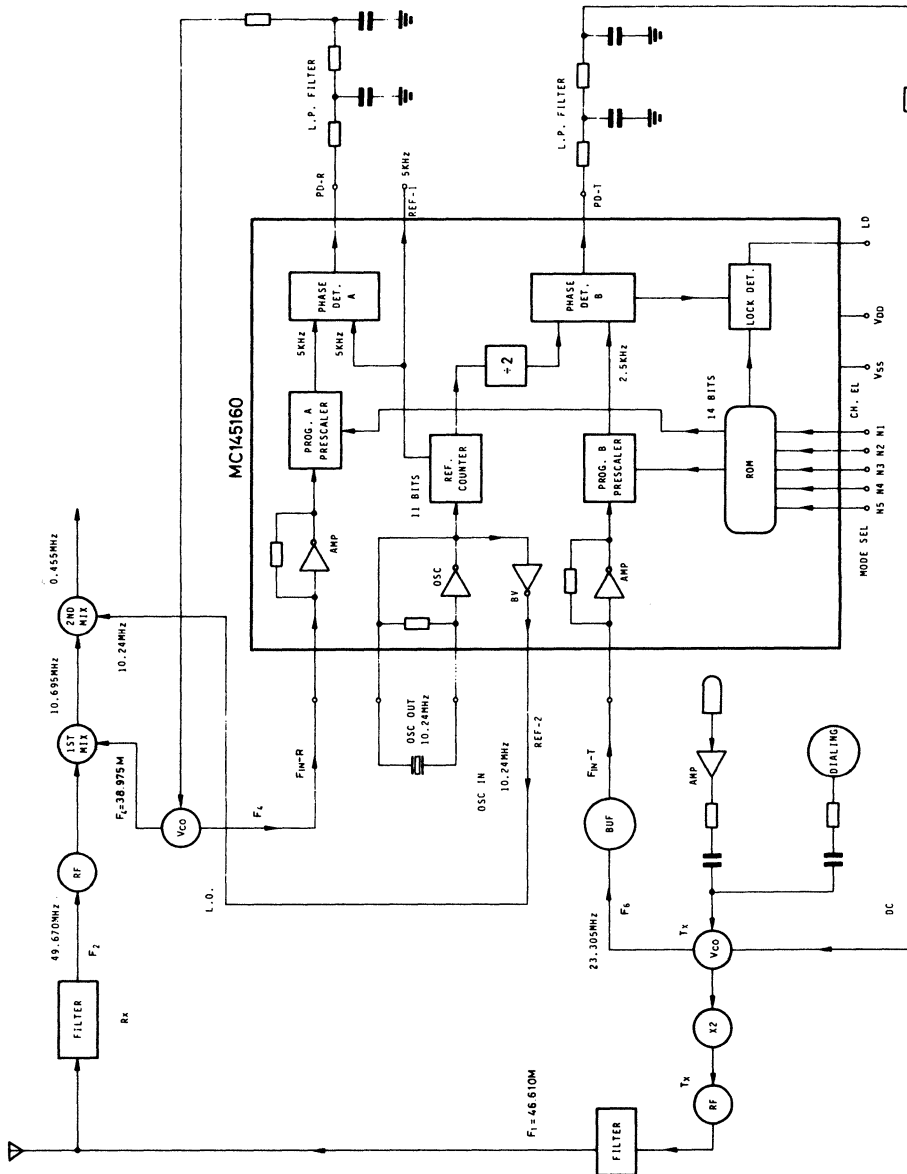 MC145160
L.P. FILTER
L.P. FILTER
PD-R
5KHz
REF-1
PD-T
LD
VDD
VSS
CH. EL
N1
N2
N3
N4
N5
MODE SEL
PHASE
DET.
A
5KHz
5KHz
PROG. A
PRESCALER
AMP
11 BITS
REF.
COUNTER
÷2
PHASE
DET.
B
2.5KHz
PROG. B
PRESCALER
AMP
LOCK DET.
14 BITS
ROM
OSC
BV
0.455MHz
2ND
MIX
10.24MHz
10.695MHz
1ST
MIX
F4=38.975M
VCO
F4
FIN-R
RF
49.670MHz
F2
FILTER
Rx
L.O.
OSC OUT
10.24MHz
OSC IN
10.24MHz
REF-2
FIN-T
BUF
F6
23.305MHz
AMP
DIALING
DC
Tx
VCO
X2
Tx
RF
FILTER
F1=46.610M